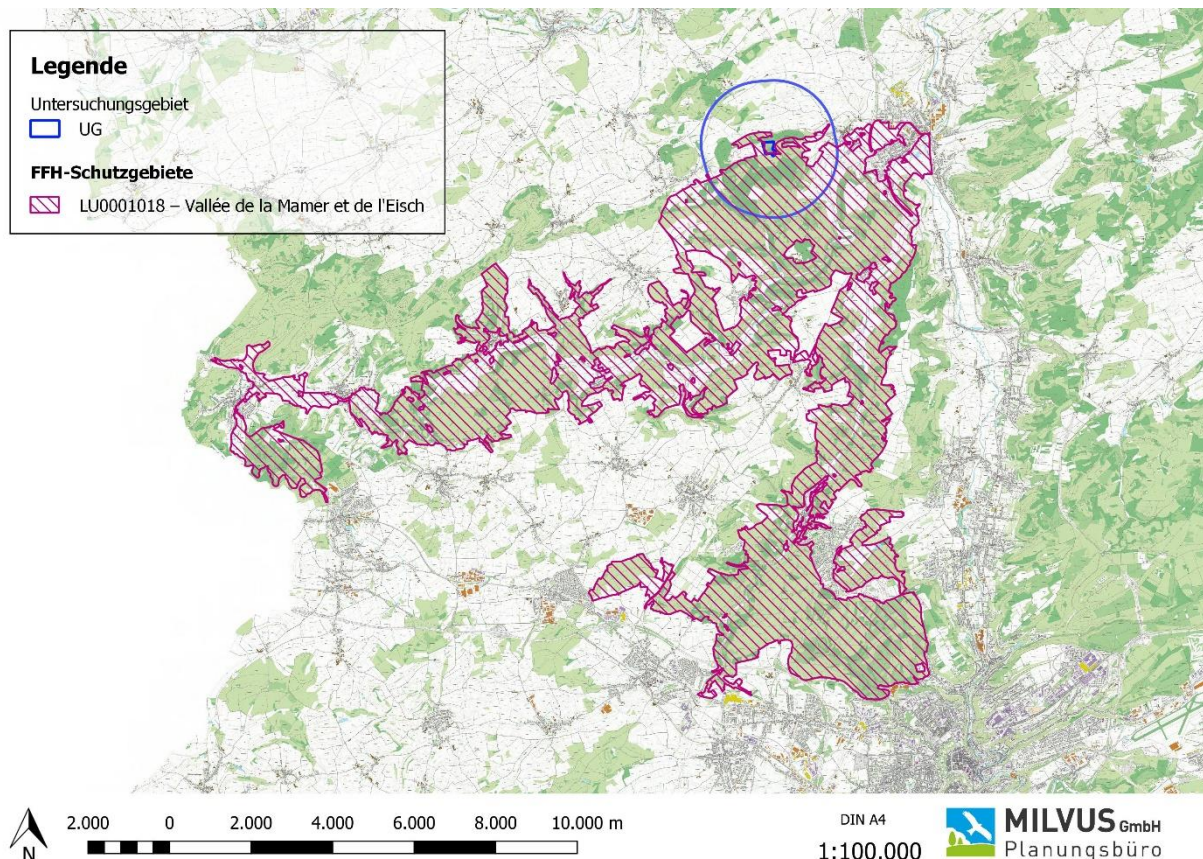 Legende
Untersuchungsgebiet
UG
FFH-Schutzgebiete
LU0001018 – Vallée de la Mamer et de l'Eisch
N
2.000 0 2.000 4.000 6.000 8.000 10.000 m
DIN A4
1:100.000
MILVUS GmbH
Planungsbüro